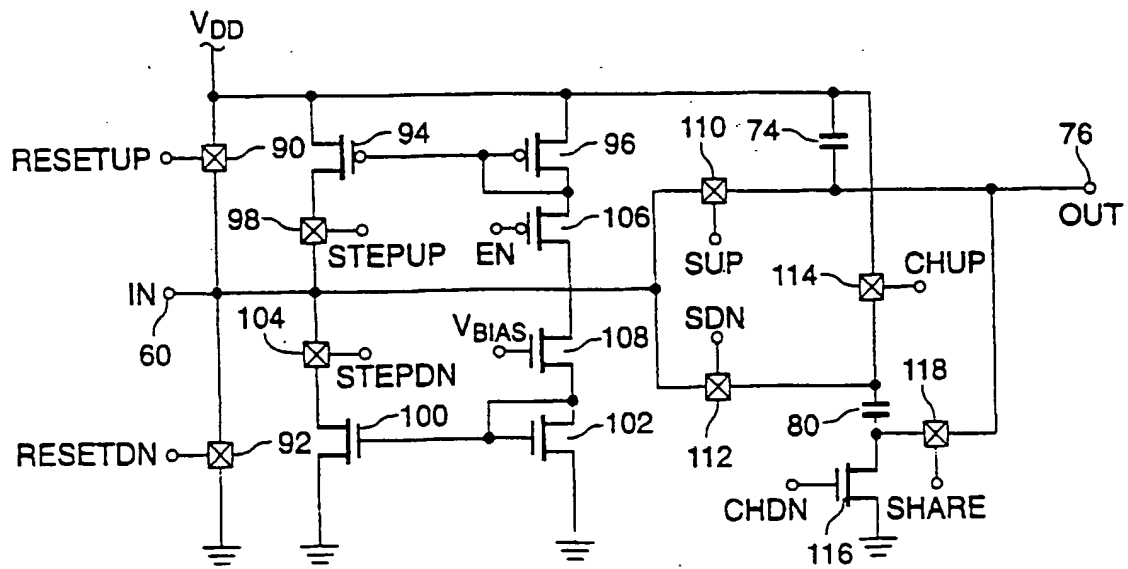 VDD
RESETUP
90
94
96
110
74
76
OUT
98
STEPUP
EN
106
SUP
114
CHUP
IN
60
104
STEPDN
VBIAS
108
SDN
118
100
102
112
80
RESETDN
92
CHDN
116
SHARE